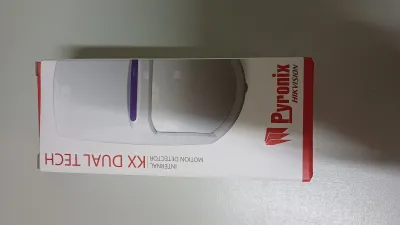 Pyronix
HIKVISION
INTERNAL
MOTION DETECTOR
KX DUAL TECH